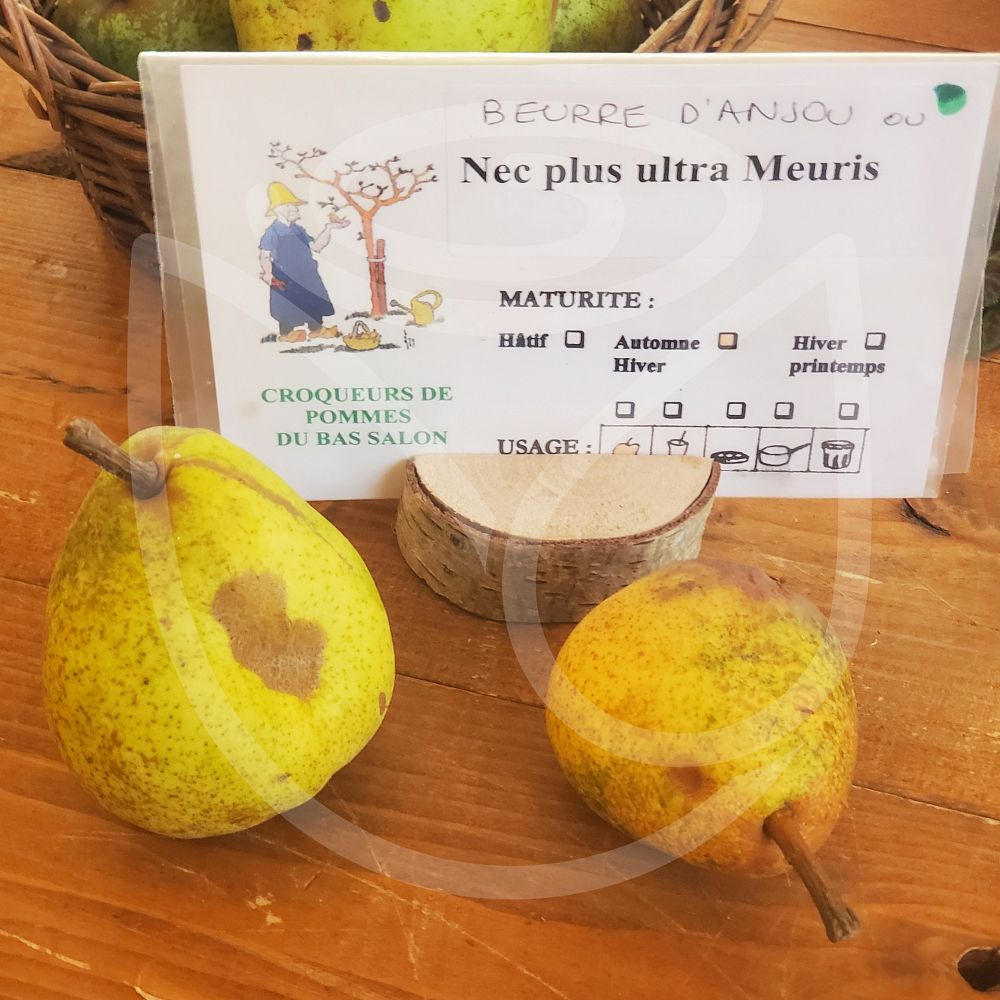 BEURRE D'ANJOU OU
Nec plus ultra Meuris
MATURITE :
Hâtif Automne Hiver Hiver printemps
CROQUEURS DE
POMMES
DU BAS SALON
USAGE :